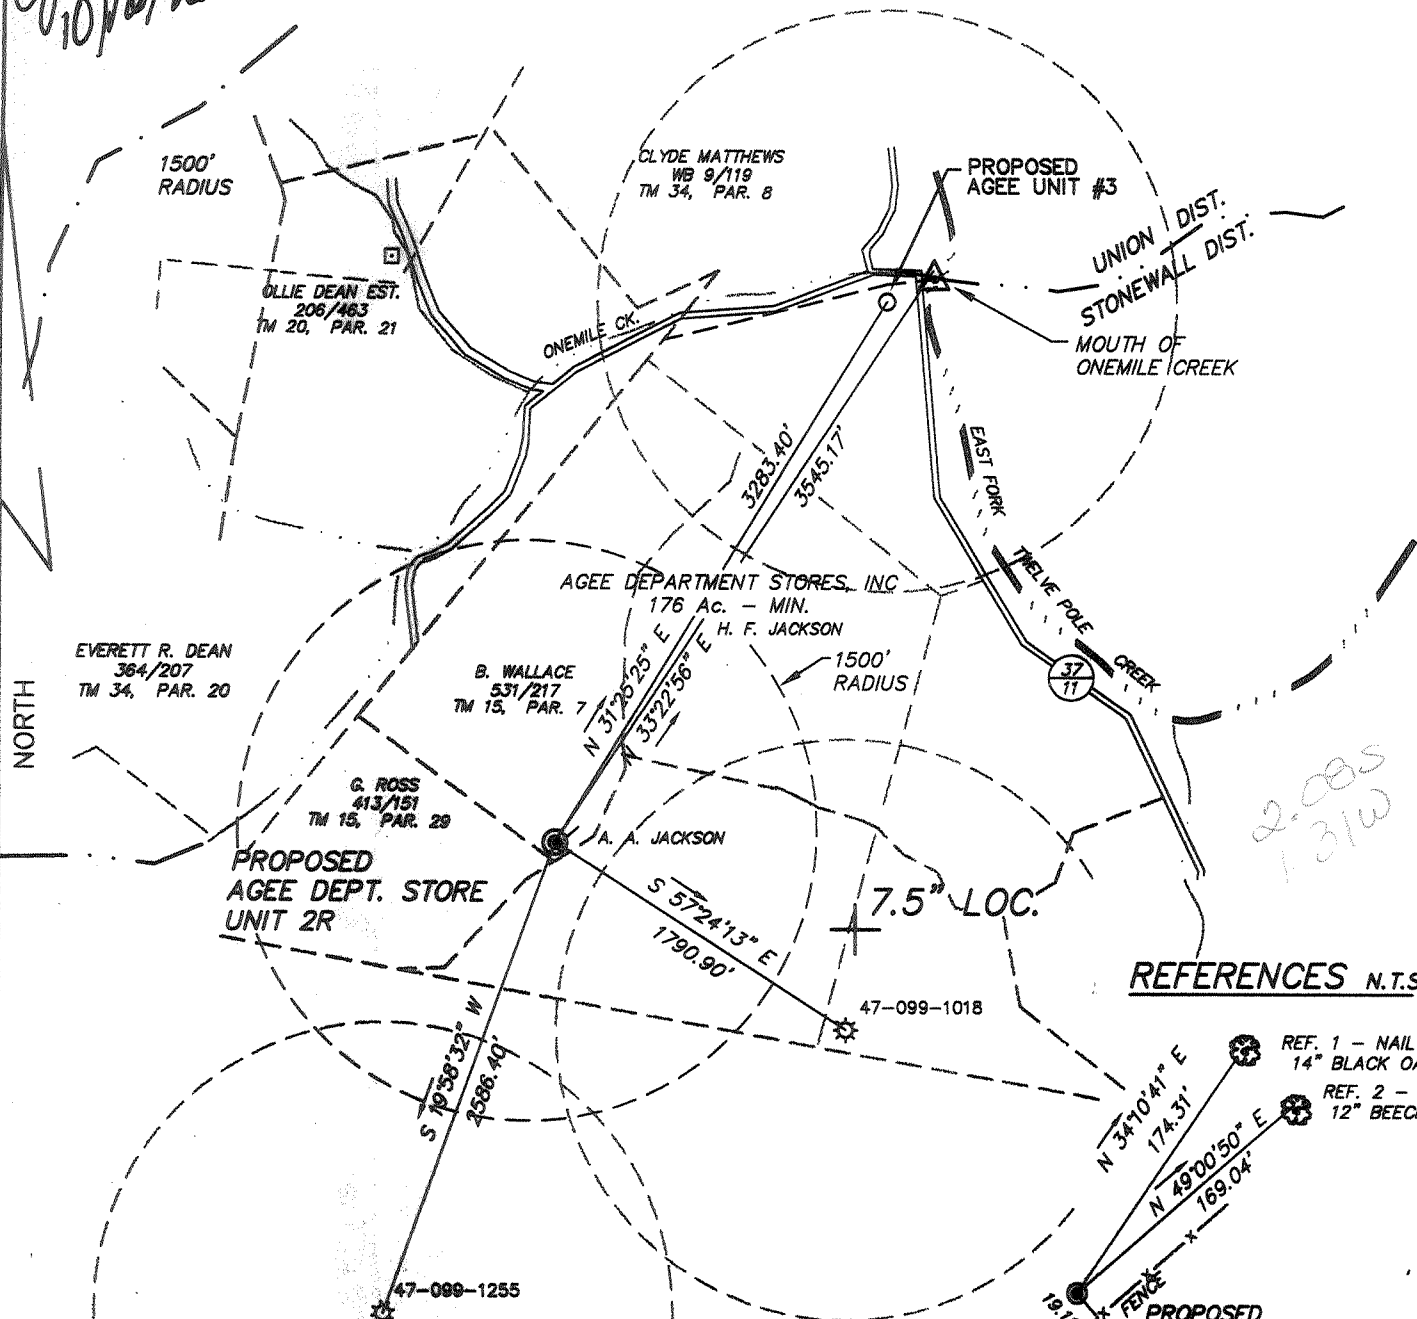 1500'
RADIUS
CLYDE MATTHEWS
WB 9/119
TM 34, PAR. 8
PROPOSED
AGEE UNIT #3
UNION DIST.
STONEWALL DIST.
OLLIE DEAN EST.
206/463
TM 20, PAR. 21
ONEMILE CK.
MOUTH OF
ONEMILE CREEK
3283.40'
3545.17'
EAST FORK
TWELVE POLE
CREEK
37
11
AGEE DEPARTMENT STORES, INC
176 Ac. - MIN.
H. F. JACKSON
EVERETT R. DEAN
364/207
TM 34, PAR. 20
B. WALLACE
531/217
TM 15, PAR. 7
N 31°26'25" E
N 33°22'56" E
1500'
RADIUS
NORTH
G. ROSS
413/151
TM 15, PAR. 29
A. A. JACKSON
PROPOSED
AGEE DEPT. STORE
UNIT 2R
S 57°24'13" E
1790.90'
7.5" LOC.
2.08S
1.31W
REFERENCES N.T.S
47-099-1018
S 19°58'32" W
2586.40'
REF. 1 - NAIL
14" BLACK OA
REF. 2 -
12" BEEC
N 34°10'41" E
174.31'
N 49°00'50" E
169.04'
47-099-1255
FENCE
PROPOSED